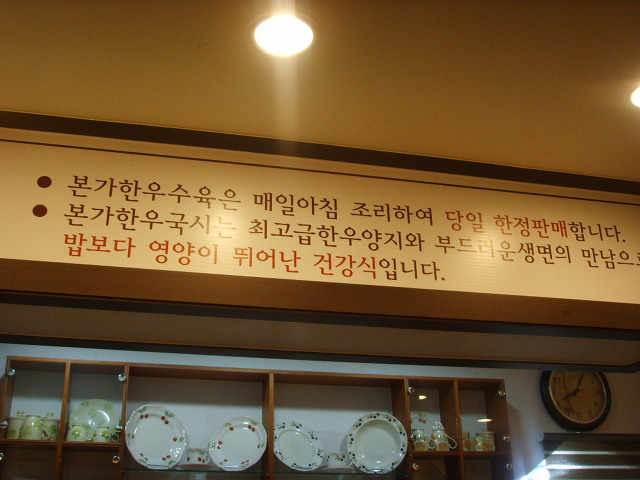 ● 본가한우수육은 매일아침 조리하여 당일 한정판매합니다.
● 본가한우국시는 최고급한우양지와 부드러운생면의 만남으로
밥보다 영양이 뛰어난 건강식입니다.